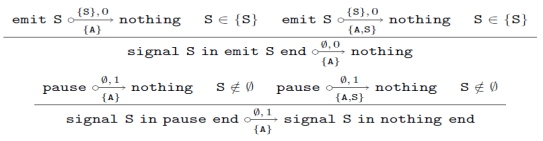 emit S ∘—{S},0→{A} nothing S ∈ {S} emit S ∘—{S},0→{A,S} nothing S ∈ {S}
signal S in emit S end ∘—∅,0→{A} nothing
pause ∘—∅,1→{A} nothing S ∉ ∅ pause ∘—∅,1→{A,S} nothing S ∉ ∅
signal S in pause end ∘—∅,1→{A} signal S in nothing end